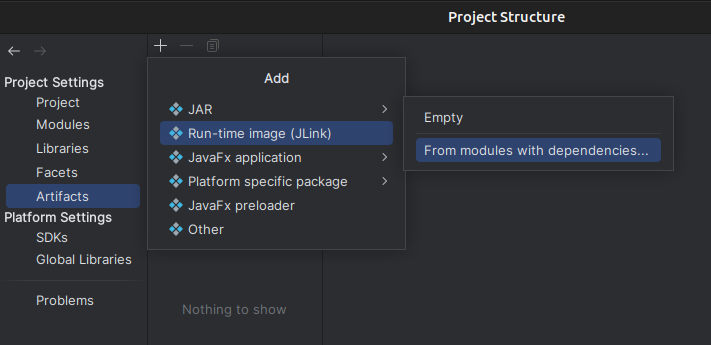 Project Structure
Project Settings
Project
Modules
Libraries
Facets
Artifacts
Platform Settings
SDKs
Global Libraries
Problems
Add
JAR
Run-time image (JLink)
JavaFx application
Platform specific package
JavaFx preloader
Other
Empty
From modules with dependencies...
Nothing to show